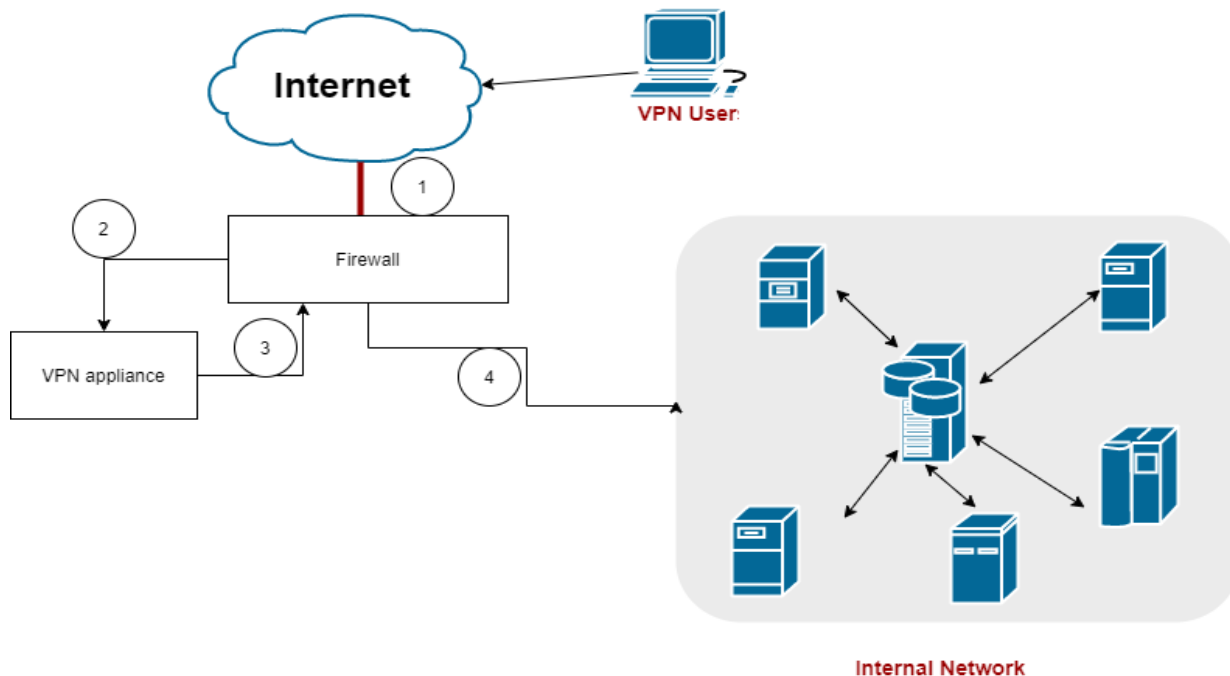 Internet
VPN User
1
2
Firewall
3
VPN appliance
4
Internal Network